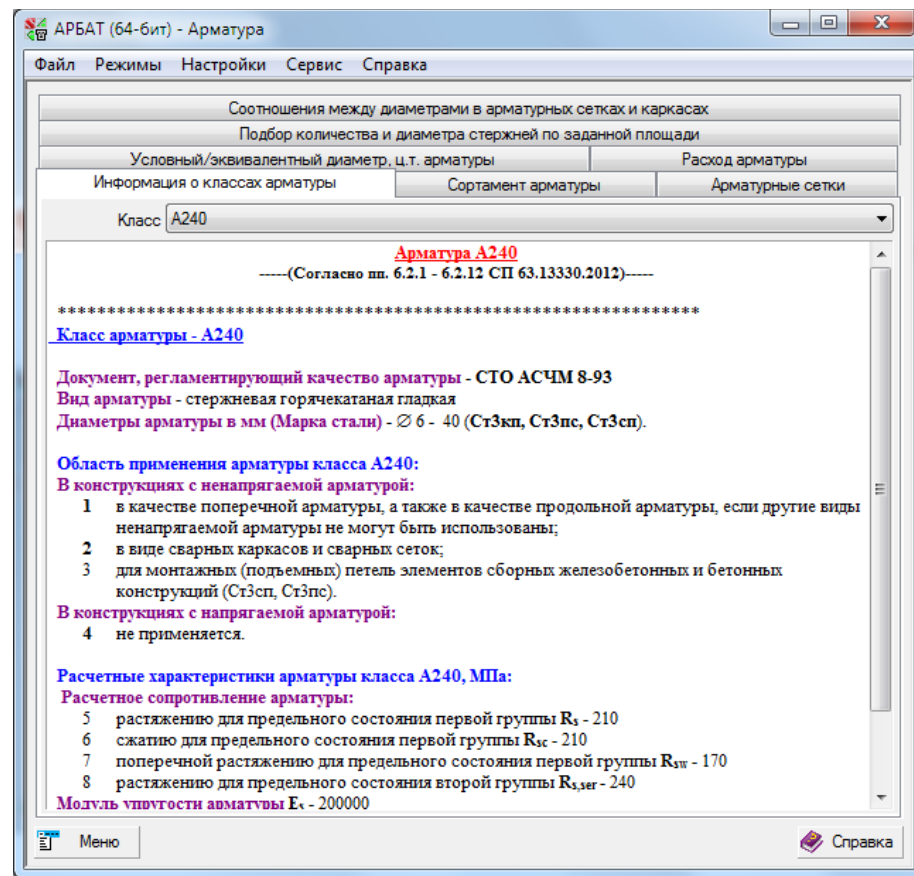 АРБАТ (64-бит) - Арматура
Файл Режимы Настройки Сервис Справка
Соотношения между диаметрами в арматурных сетках и каркасах
Подбор количества и диаметра стержней по заданной площади
Условный/эквивалентный диаметр, ц.т. арматуры Расход арматуры
Информация о классах арматуры Сортамент арматуры Арматурные сетки
Класс A240
Арматура A240
-----(Согласно пп. 6.2.1 - 6.2.12 СП 63.13330.2012)-----
******************************************************************
Класс арматуры - A240
Документ, регламентирующий качество арматуры - СТО АСЧМ 8-93
Вид арматуры - стержневая горячекатаная гладкая
Диаметры арматуры в мм (Марка стали) - ∅ 6 - 40 (Ст3кп, Ст3пс, Ст3сп).
Область применения арматуры класса A240:
В конструкциях с ненапрягаемой арматурой:
1 в качестве поперечной арматуры, а также в качестве продольной арматуры, если другие виды
ненапрягаемой арматуры не могут быть использованы;
2 в виде сварных каркасов и сварных сеток;
3 для монтажных (подъемных) петель элементов сборных железобетонных и бетонных
конструкций (Ст3сп, Ст3пс).
В конструкциях с напрягаемой арматурой:
4 не применяется.
Расчетные характеристики арматуры класса A240, МПа:
Расчетное сопротивление арматуры:
5 растяжению для предельного состояния первой группы Rs - 210
6 сжатию для предельного состояния первой группы Rsc - 210
7 поперечной растяжению для предельного состояния первой группы Rsw - 170
8 растяжению для предельного состояния второй группы Rs,ser - 240
Модуль упругости арматуры Es - 200000
Меню Справка